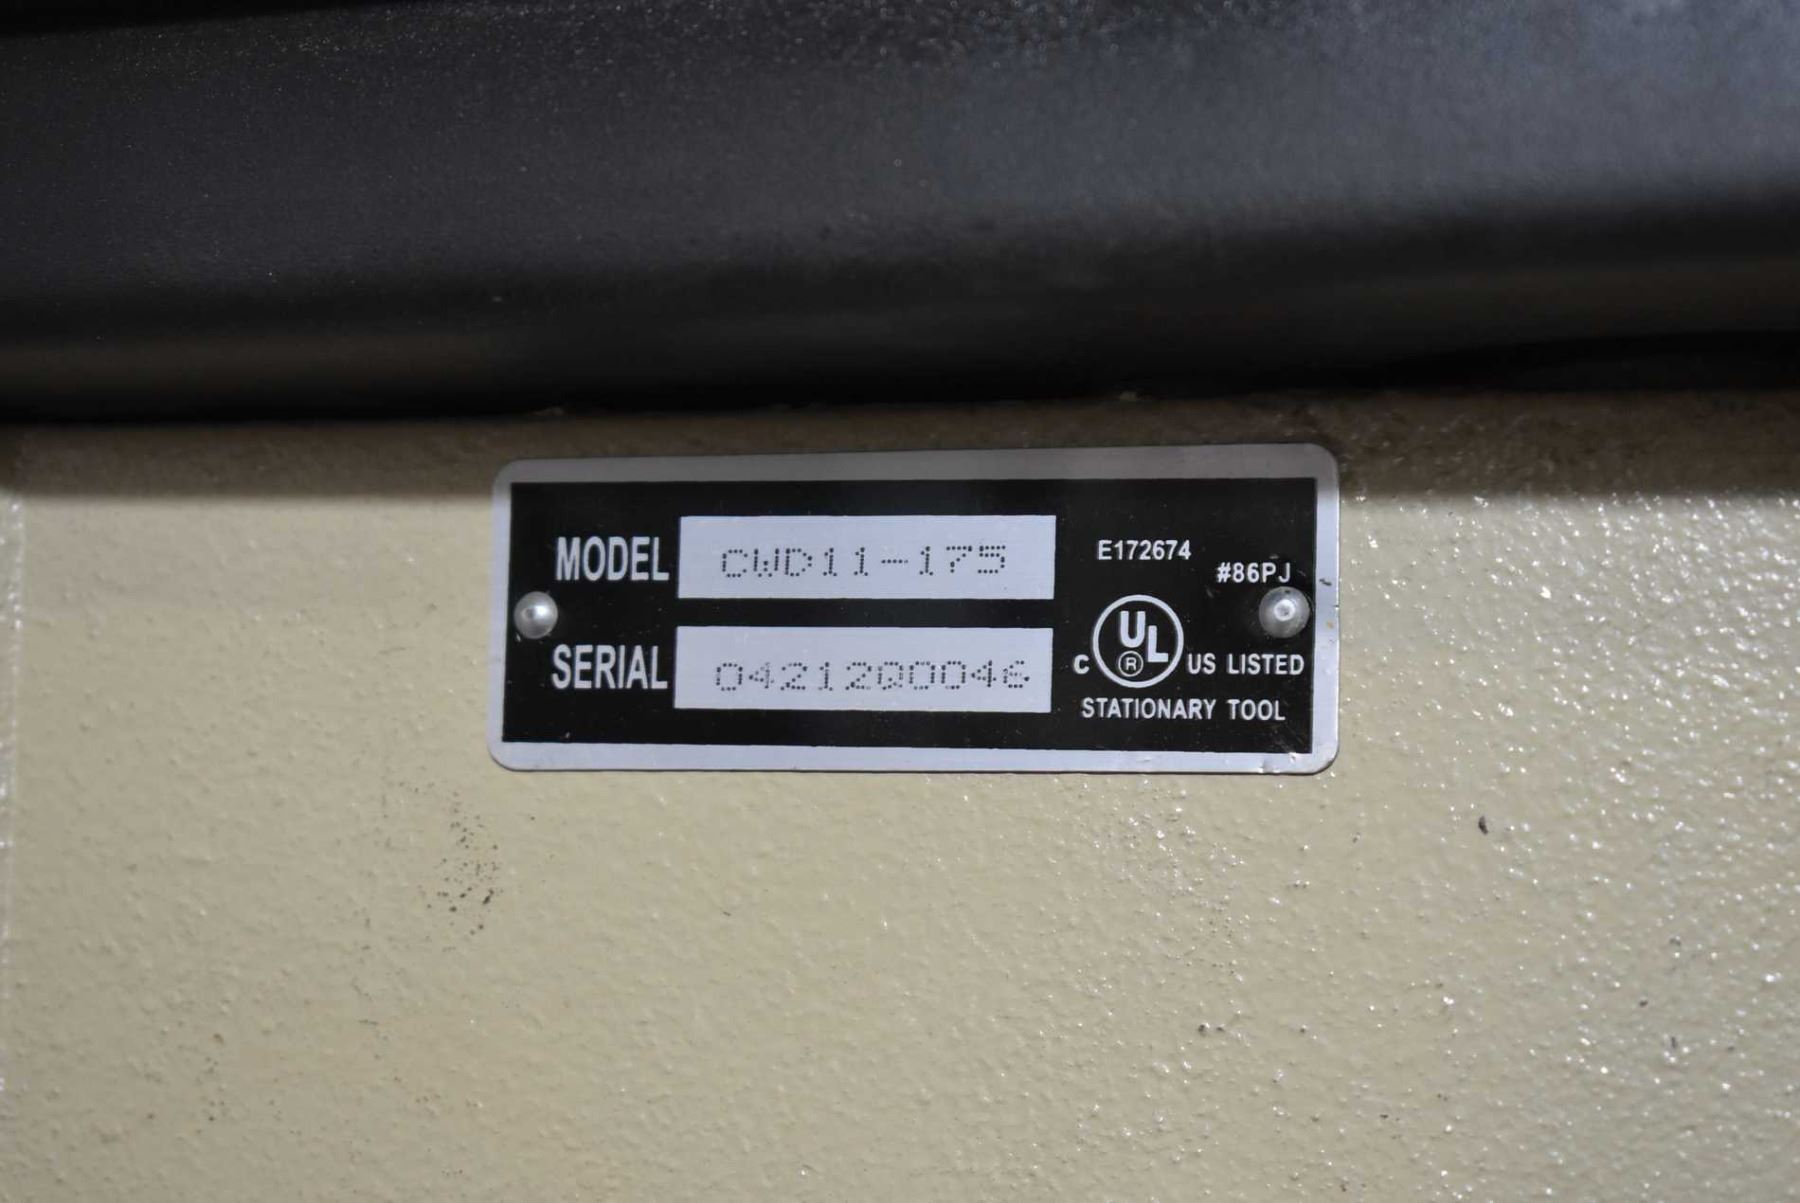 MODEL CWD11-175
E172674
#86PJ
SERIAL 04212Q0046
C UL ® US LISTED
STATIONARY TOOL